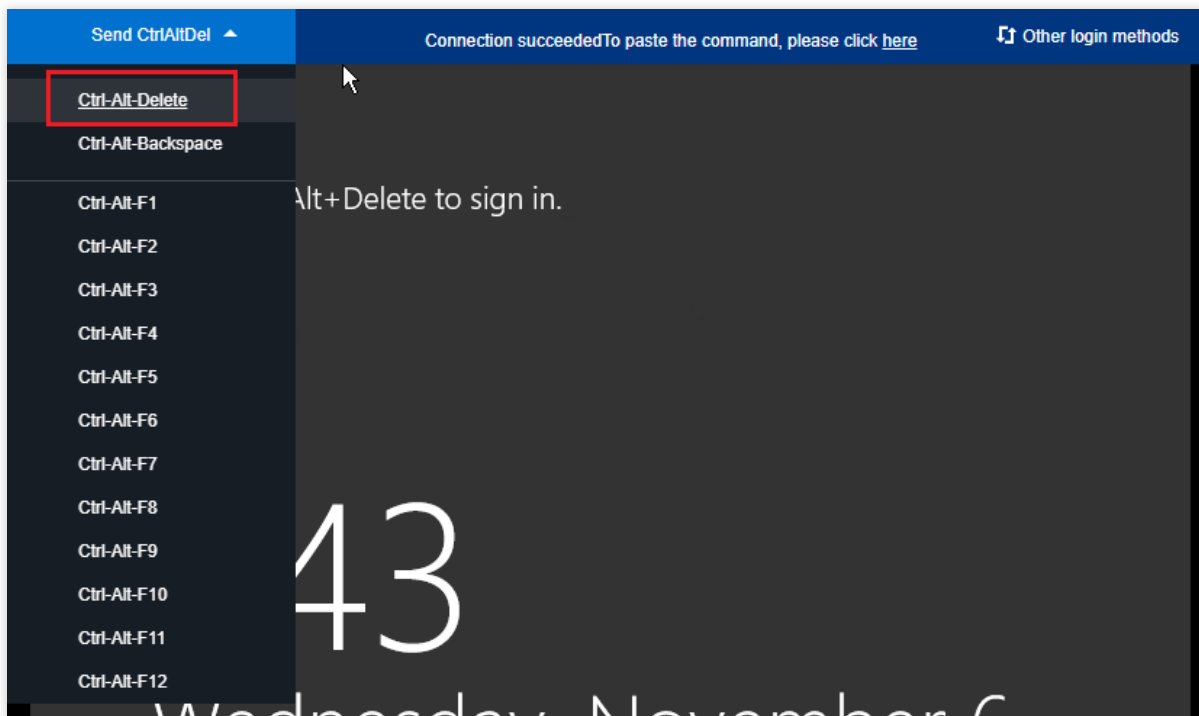 Send CtrlAltDel
Connection succeededTo paste the command, please click here
Other login methods
Ctrl-Alt-Delete
Ctrl-Alt-Backspace
Alt+Delete to sign in.
Ctrl-Alt-F1
Ctrl-Alt-F2
Ctrl-Alt-F3
Ctrl-Alt-F4
Ctrl-Alt-F5
Ctrl-Alt-F6
Ctrl-Alt-F7
Ctrl-Alt-F8
Ctrl-Alt-F9
Ctrl-Alt-F10
Ctrl-Alt-F11
Ctrl-Alt-F12
43
Wednesday, November 6